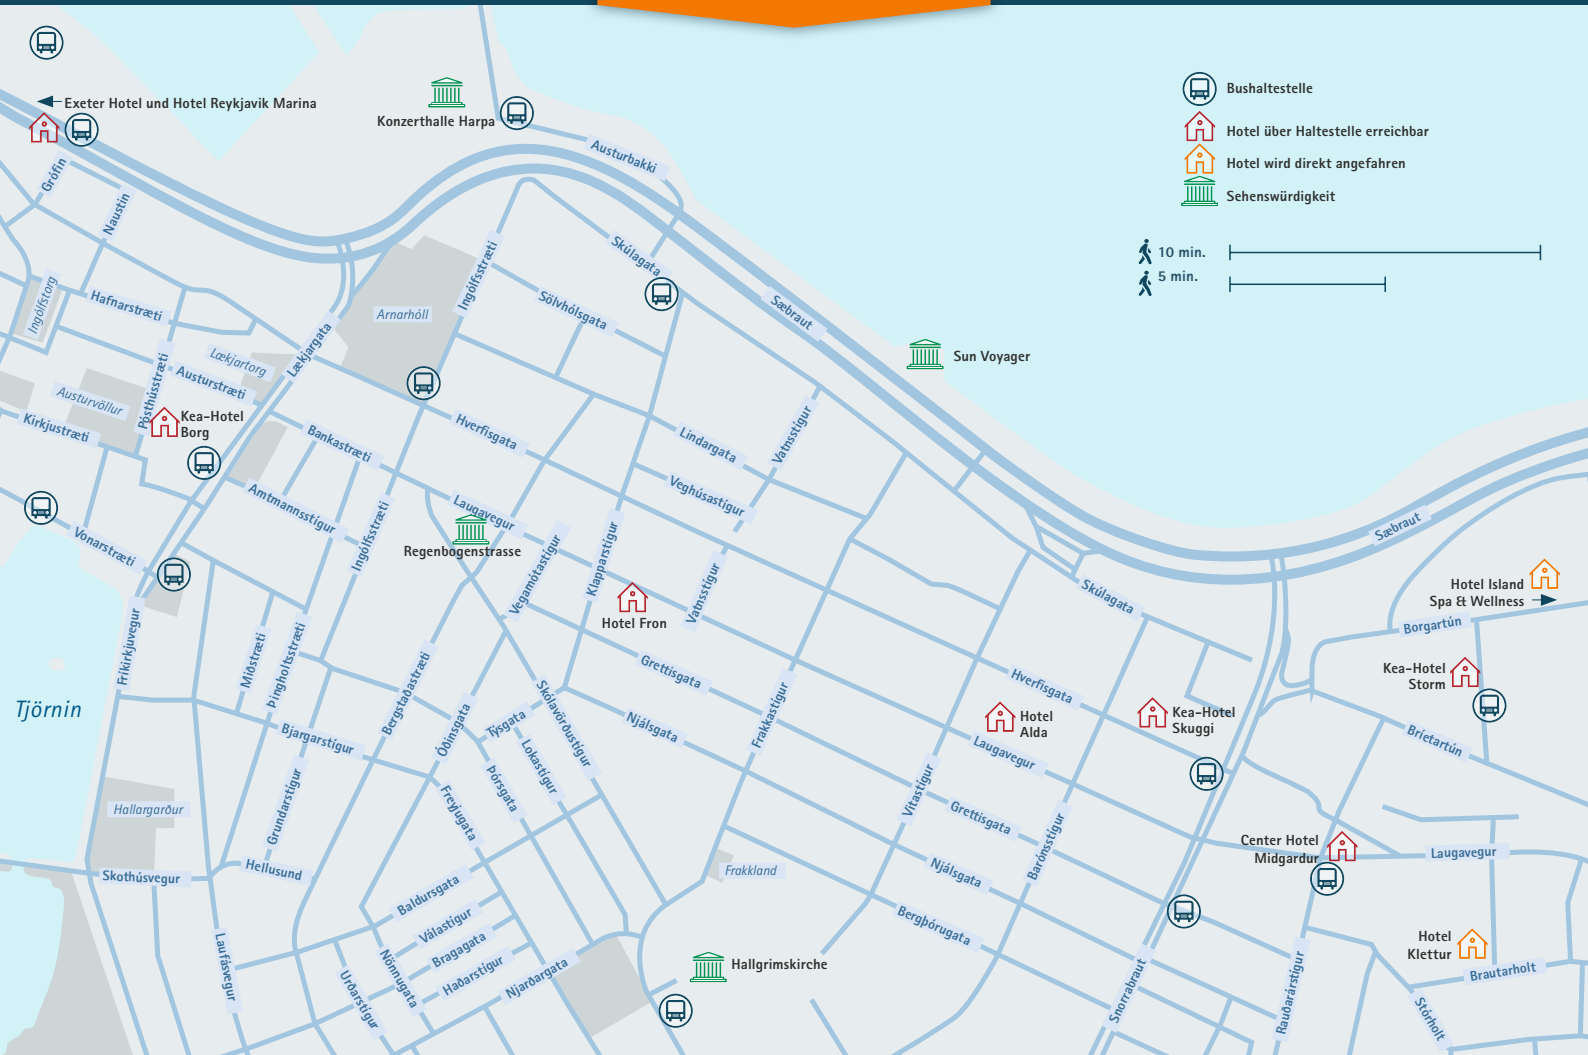 Exeter Hotel und Hotel Reykjavik Marina
Konzerthalle Harpa
Bushaltestelle
Hotel über Haltestelle erreichbar
Hotel wird direkt angefahren
Sehenswürdigkeit
10 min.
5 min.
Austurbakki
Grófin
Naustin
Skúlagata
Ingólfsstræti
Ingólfstorg
Hafnarstræti
Arnarhóll
Sölvhólsgata
Sæbraut
Lækjargata
Lækjartorg
Sun Voyager
Pósthússtræti
Austurstræti
Austurvöllur
Kea-Hotel
Borg
Kirkjustræti
Bankastræti
Hverfisgata
Lindargata
Vatnsstígur
Amtmannsstígur
Veghúsastígur
Laugavegur
Regenbogenstrasse
Ingólfsstræti
Vonarstræti
Vegamótastígur
Klapparstígur
Vatnsstígur
Sæbraut
Skúlagata
Hotel Island
Spa & Wellness
Borgartún
Hotel Fron
Fríkirkjuvegur
Miðstræti
Þingholtsstræti
Grettisgata
Kea-Hotel
Storm
Bergstaðastræti
Hverfisgata
Tjörnin
Óðinsgata
Týsgata
Skólavörðustígur
Njálsgata
Frakkastígur
Hotel
Alda
Kea-Hotel
Skuggi
Bríetartún
Bjargarstígur
Lokastígur
Þórsgata
Laugavegur
Vitastígur
Hallargarður
Grundarstígur
Freyjugata
Grettisgata
Barónsstígur
Center Hotel
Midgardur
Laugavegur
Skothúsvegur
Hellusund
Frakkland
Njálsgata
Baldursgata
Válastígur
Bragagata
Haðarstígur
Njarðargata
Bergþórugata
Hotel
Klettur
Brautarholt
Laufásvegur
Urðarstígur
Nönnugata
Hallgrimskirche
Snorrabraut
Rauðarárstígur
Stórholt